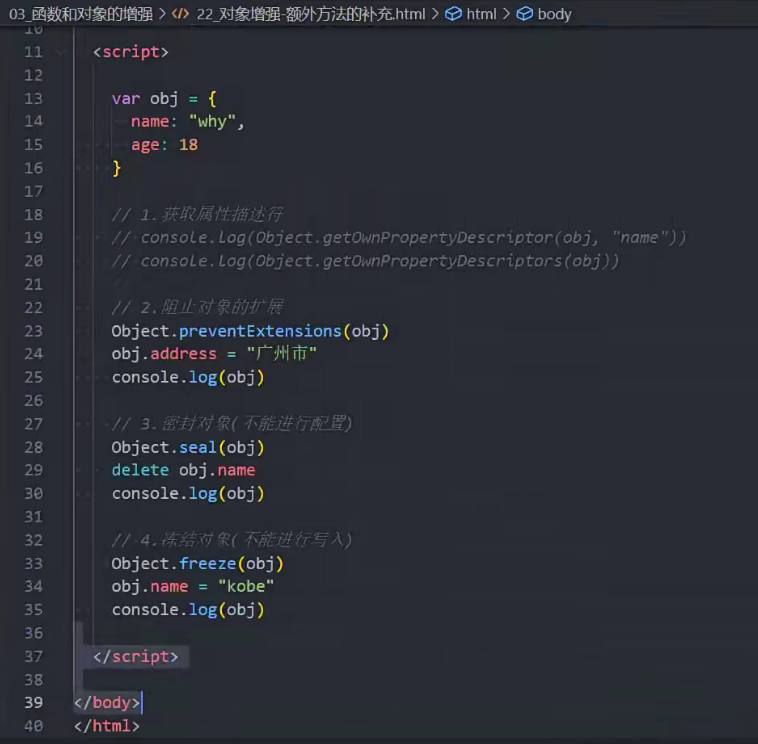 03_函数和对象的增强 > 22_对象增强-额外方法的补充.html > html > body
10
11 <script>
12
13 var obj = {
14 name: "why",
15 age: 18
16 }
17
18 // 1.获取属性描述符
19 // console.log(Object.getOwnPropertyDescriptor(obj, "name"))
20 // console.log(Object.getOwnPropertyDescriptors(obj))
21
22 // 2.阻止对象的扩展
23 Object.preventExtensions(obj)
24 obj.address = "广州市"
25 console.log(obj)
26
27 // 3.密封对象(不能进行配置)
28 Object.seal(obj)
29 delete obj.name
30 console.log(obj)
31
32 // 4.冻结对象(不能进行写入)
33 Object.freeze(obj)
34 obj.name = "kobe"
35 console.log(obj)
36
37 </script>
38
39 </body>
40 </html>